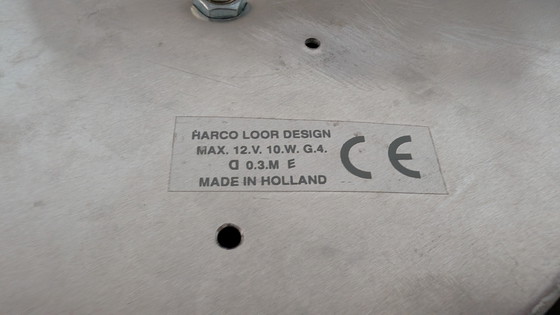 HARCO LOOR DESIGN
MAX. 12.V. 10.W. G.4.
D 0.3.M E
MADE IN HOLLAND
CE